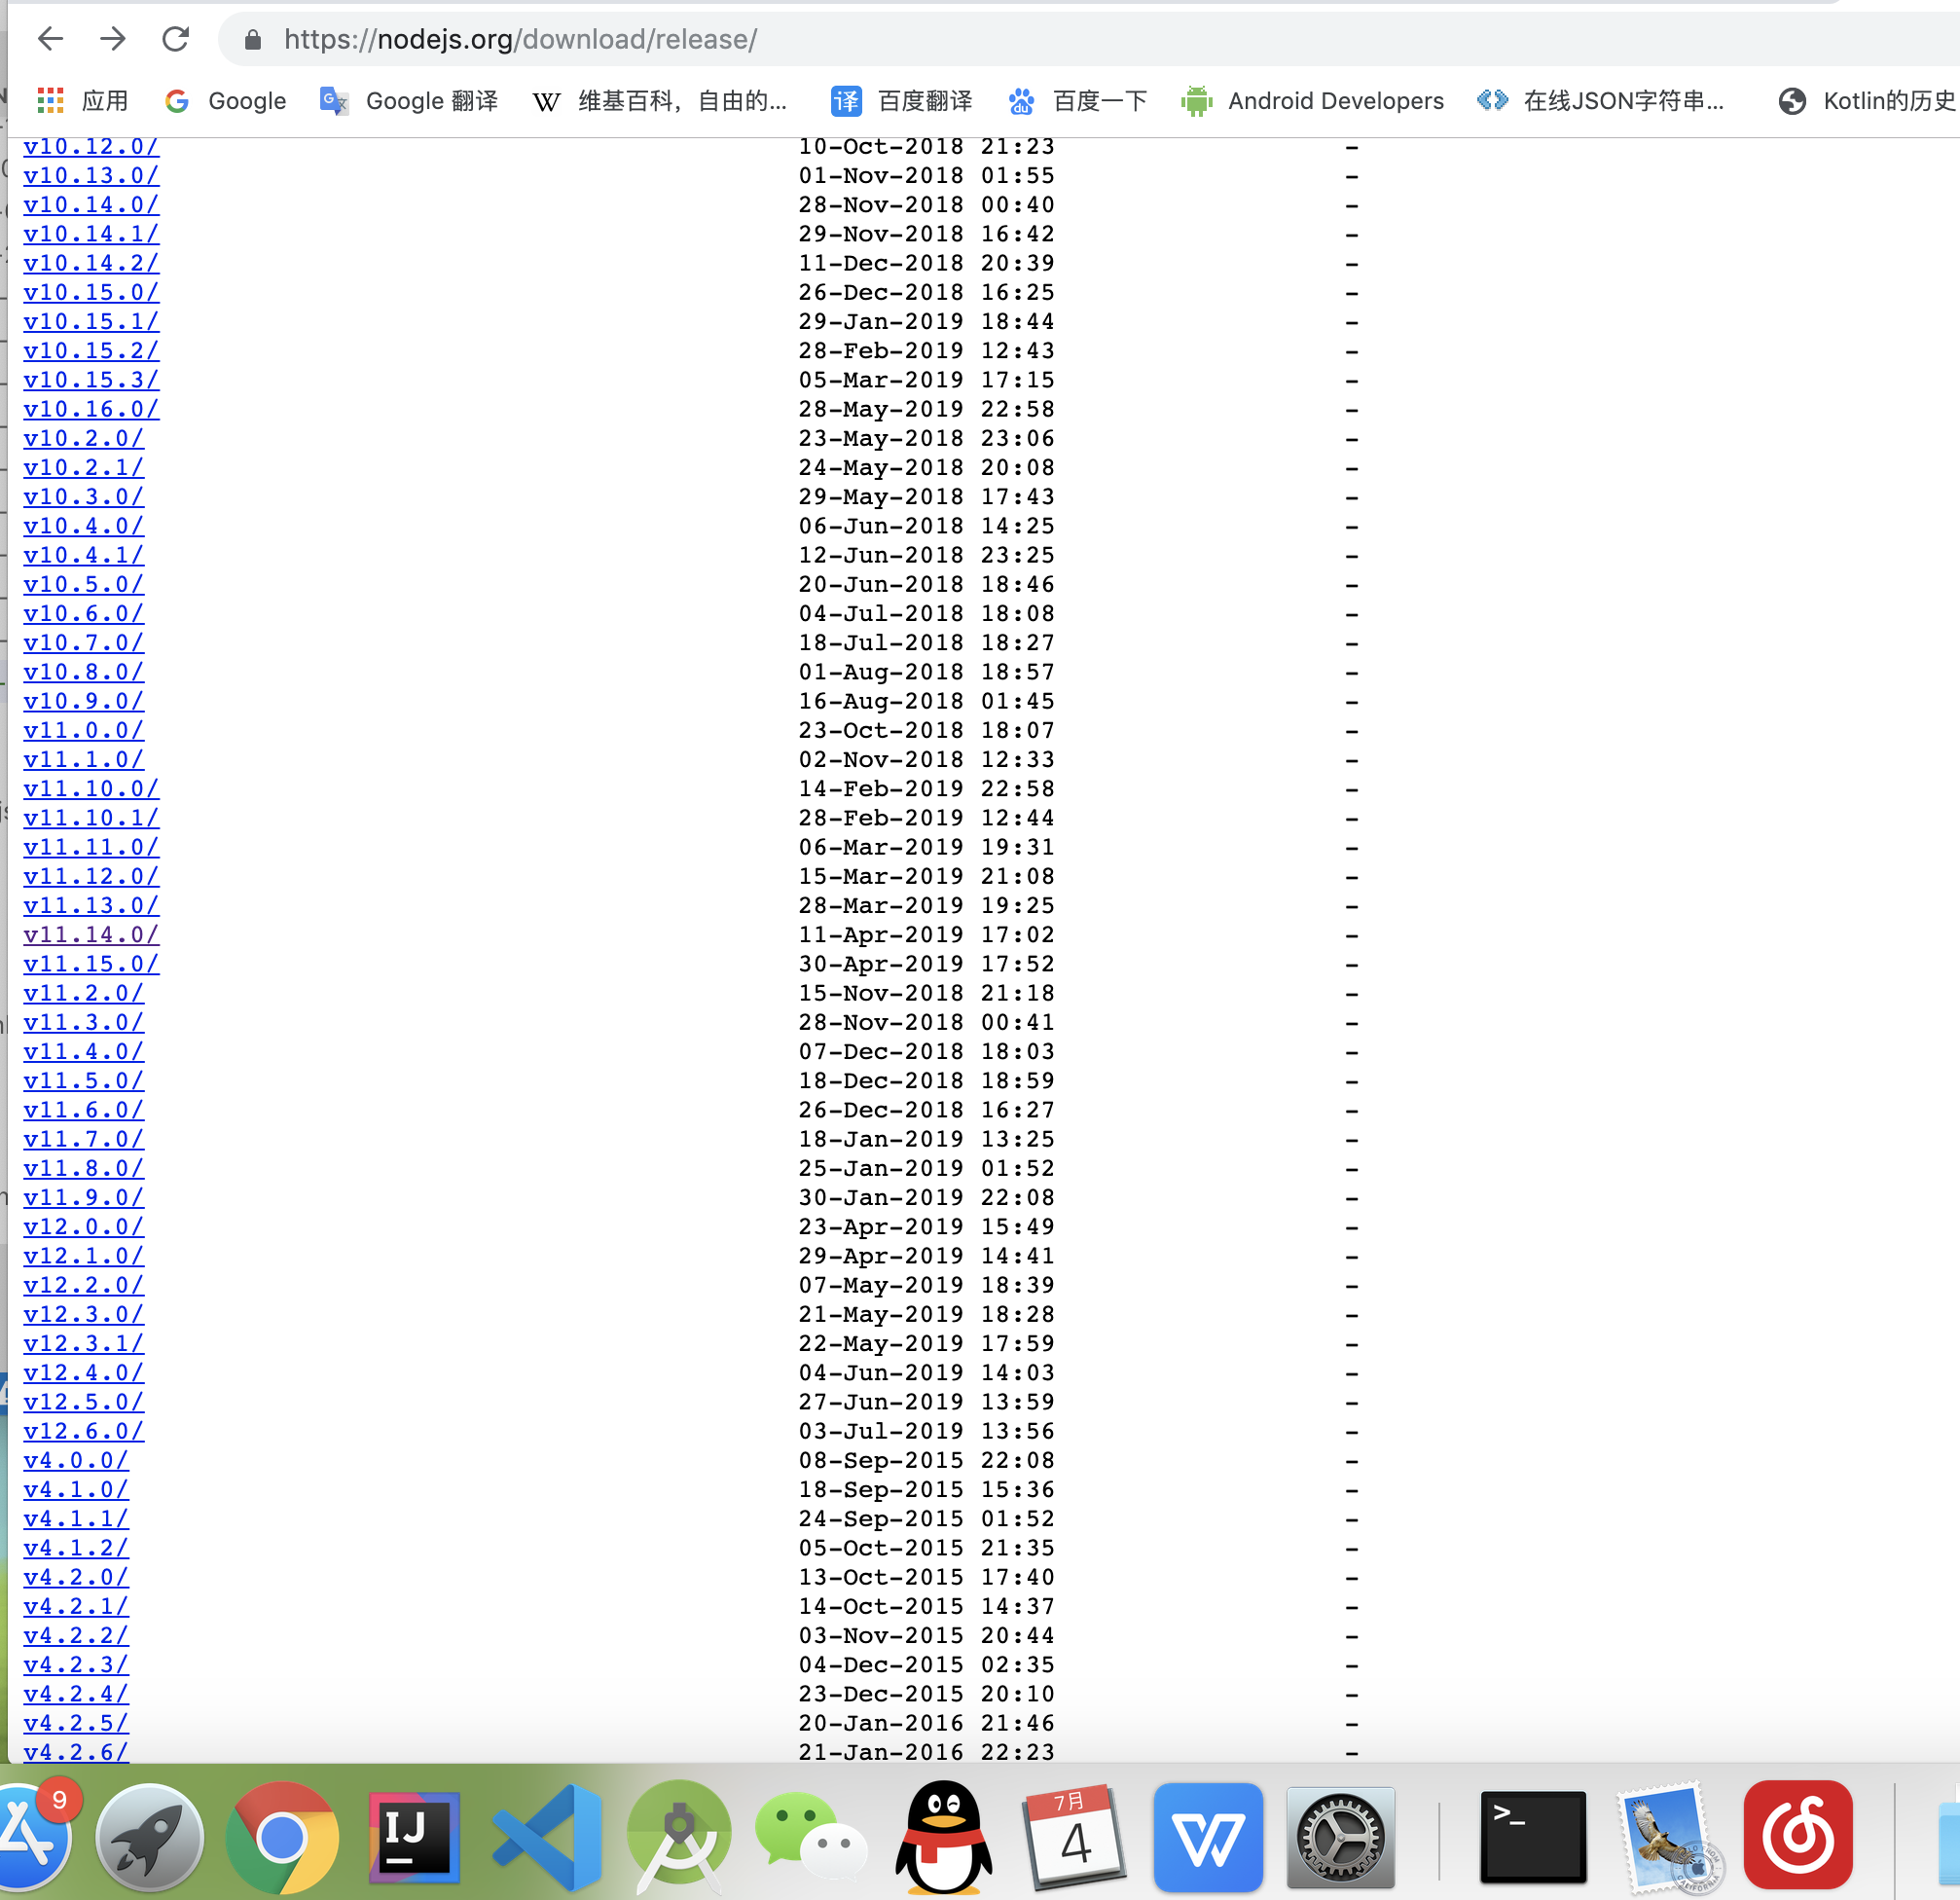 https://nodejs.org/download/release/
应用 Google Google 翻译 维基百科，自由的... 百度翻译 百度一下 Android Developers 在线JSON字符串... Kotlin的历史
v10.12.0/ 10-Oct-2018 21:23 -
v10.13.0/ 01-Nov-2018 01:55 -
v10.14.0/ 28-Nov-2018 00:40 -
v10.14.1/ 29-Nov-2018 16:42 -
v10.14.2/ 11-Dec-2018 20:39 -
v10.15.0/ 26-Dec-2018 16:25 -
v10.15.1/ 29-Jan-2019 18:44 -
v10.15.2/ 28-Feb-2019 12:43 -
v10.15.3/ 05-Mar-2019 17:15 -
v10.16.0/ 28-May-2019 22:58 -
v10.2.0/ 23-May-2018 23:06 -
v10.2.1/ 24-May-2018 20:08 -
v10.3.0/ 29-May-2018 17:43 -
v10.4.0/ 06-Jun-2018 14:25 -
v10.4.1/ 12-Jun-2018 23:25 -
v10.5.0/ 20-Jun-2018 18:46 -
v10.6.0/ 04-Jul-2018 18:08 -
v10.7.0/ 18-Jul-2018 18:27 -
v10.8.0/ 01-Aug-2018 18:57 -
v10.9.0/ 16-Aug-2018 01:45 -
v11.0.0/ 23-Oct-2018 18:07 -
v11.1.0/ 02-Nov-2018 12:33 -
v11.10.0/ 14-Feb-2019 22:58 -
v11.10.1/ 28-Feb-2019 12:44 -
v11.11.0/ 06-Mar-2019 19:31 -
v11.12.0/ 15-Mar-2019 21:08 -
v11.13.0/ 28-Mar-2019 19:25 -
v11.14.0/ 11-Apr-2019 17:02 -
v11.15.0/ 30-Apr-2019 17:52 -
v11.2.0/ 15-Nov-2018 21:18 -
v11.3.0/ 28-Nov-2018 00:41 -
v11.4.0/ 07-Dec-2018 18:03 -
v11.5.0/ 18-Dec-2018 18:59 -
v11.6.0/ 26-Dec-2018 16:27 -
v11.7.0/ 18-Jan-2019 13:25 -
v11.8.0/ 25-Jan-2019 01:52 -
v11.9.0/ 30-Jan-2019 22:08 -
v12.0.0/ 23-Apr-2019 15:49 -
v12.1.0/ 29-Apr-2019 14:41 -
v12.2.0/ 07-May-2019 18:39 -
v12.3.0/ 21-May-2019 18:28 -
v12.3.1/ 22-May-2019 17:59 -
v12.4.0/ 04-Jun-2019 14:03 -
v12.5.0/ 27-Jun-2019 13:59 -
v12.6.0/ 03-Jul-2019 13:56 -
v4.0.0/ 08-Sep-2015 22:08 -
v4.1.0/ 18-Sep-2015 15:36 -
v4.1.1/ 24-Sep-2015 01:52 -
v4.1.2/ 05-Oct-2015 21:35 -
v4.2.0/ 13-Oct-2015 17:40 -
v4.2.1/ 14-Oct-2015 14:37 -
v4.2.2/ 03-Nov-2015 20:44 -
v4.2.3/ 04-Dec-2015 02:35 -
v4.2.4/ 23-Dec-2015 20:10 -
v4.2.5/ 20-Jan-2016 21:46 -
v4.2.6/ 21-Jan-2016 22:23 -
9 IJ 7月 4 >_